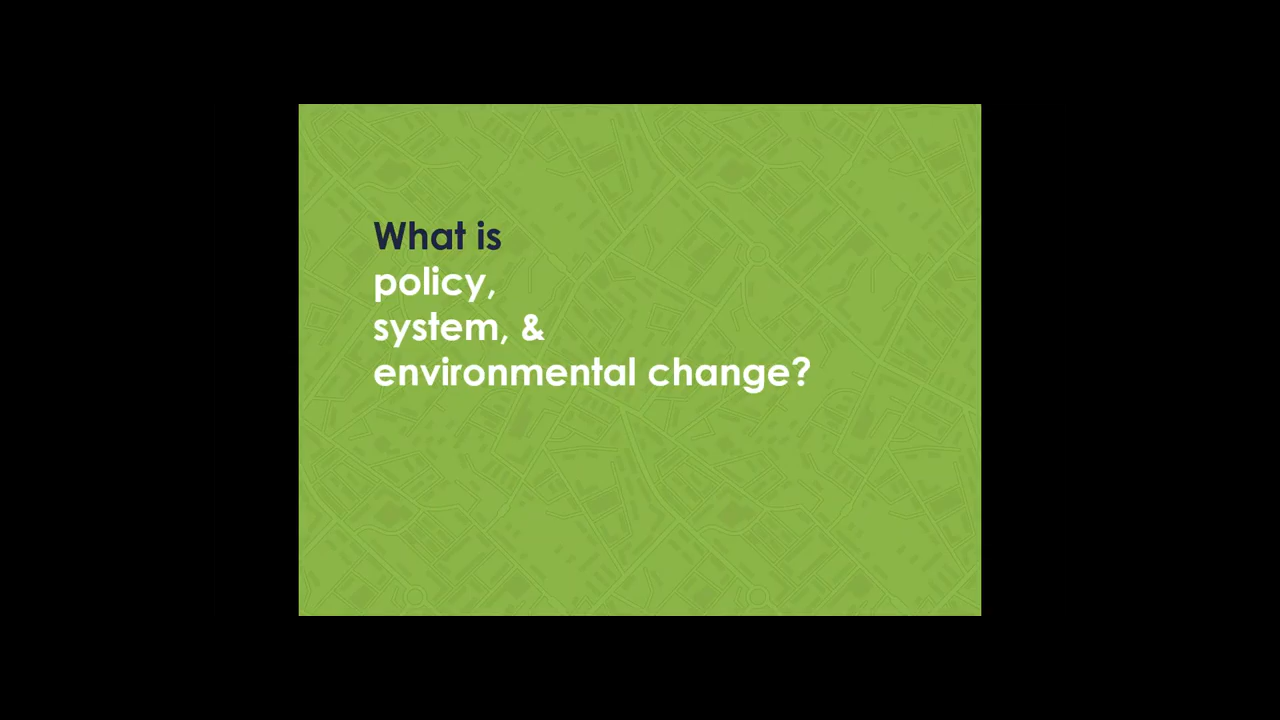 What is
policy,
system, &
environmental change?